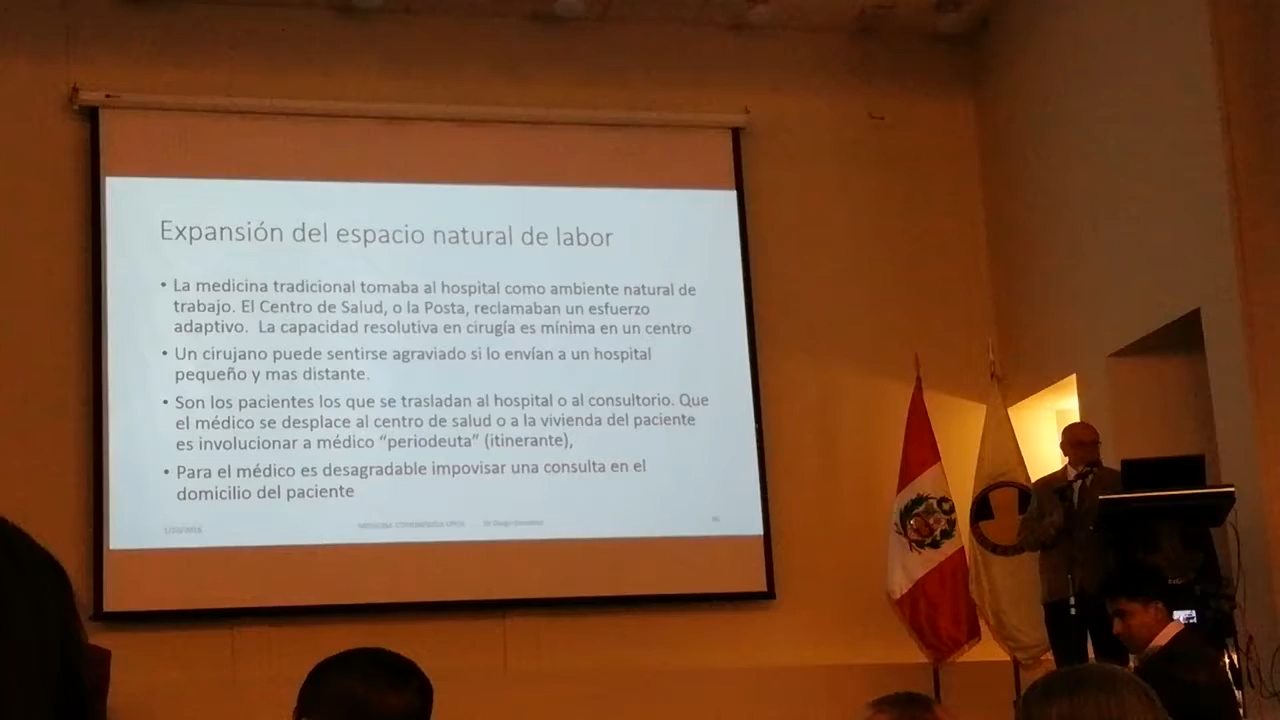 Expansión del espacio natural de labor
• La medicina tradicional tomaba al hospital como ambiente natural de
trabajo. El Centro de Salud, o la Posta, reclamaban un esfuerzo
adaptivo. La capacidad resolutiva en cirugía es mínima en un centro
• Un cirujano puede sentirse agraviado si lo envían a un hospital
pequeño y mas distante.
• Son los pacientes los que se trasladan al hospital o al consultorio. Que
el médico se desplace al centro de salud o a la vivienda del paciente
es involucionar a médico “periodeuta” (itinerante),
• Para el médico es desagradable impovisar una consulta en el
domicilio del paciente